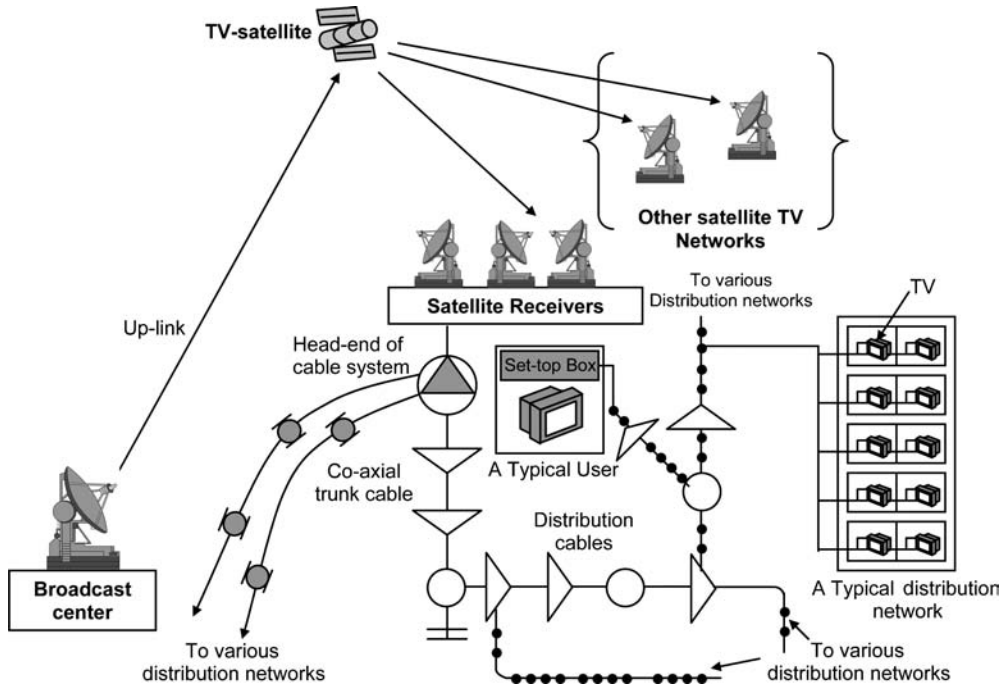 TV-satellite
Other satellite TV
Networks
Satellite Receivers
To various
Distribution networks
TV
Up-link
Head-end of
cable system
Set-top Box
A Typical User
Co-axial
trunk cable
Distribution
cables
Broadcast
center
A Typical distribution
network
To various
distribution networks
To various
distribution networks